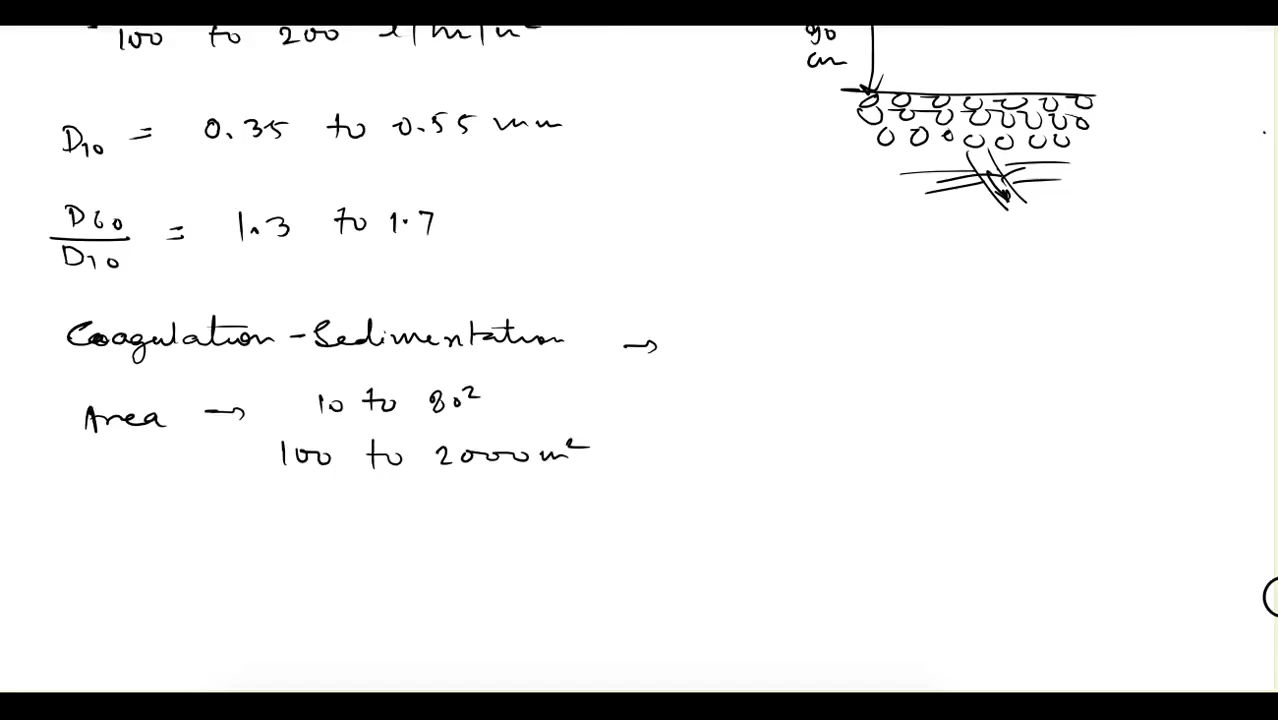 100 to 200
90
cm
D10 = 0.35 to 0.55 mm
D60
D10 = 1.3 to 1.7
Coagulation - Sedimentation →
Area → 10 to 80²
100 to 2000 m²